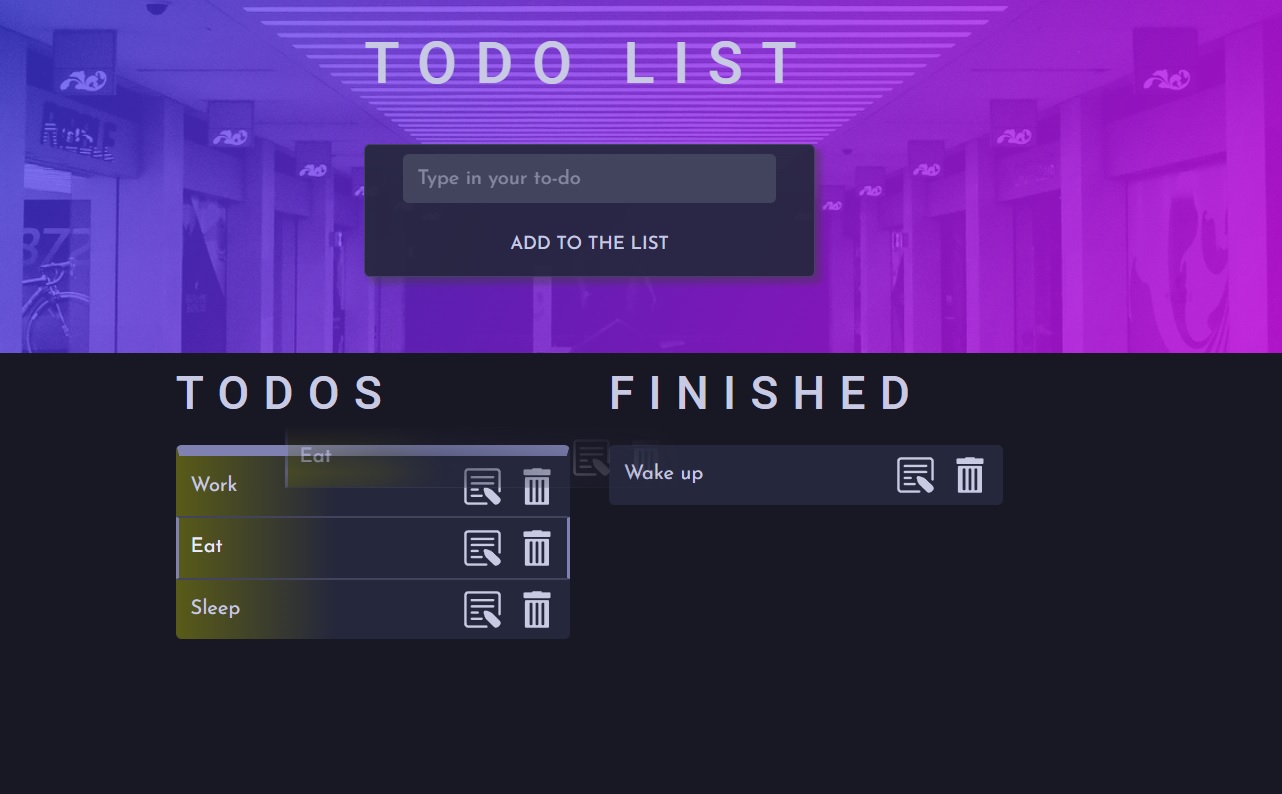 TODO LIST
Type in your to-do
ADD TO THE LIST
TODOS
FINISHED
Eat
Work
Eat
Sleep
Wake up